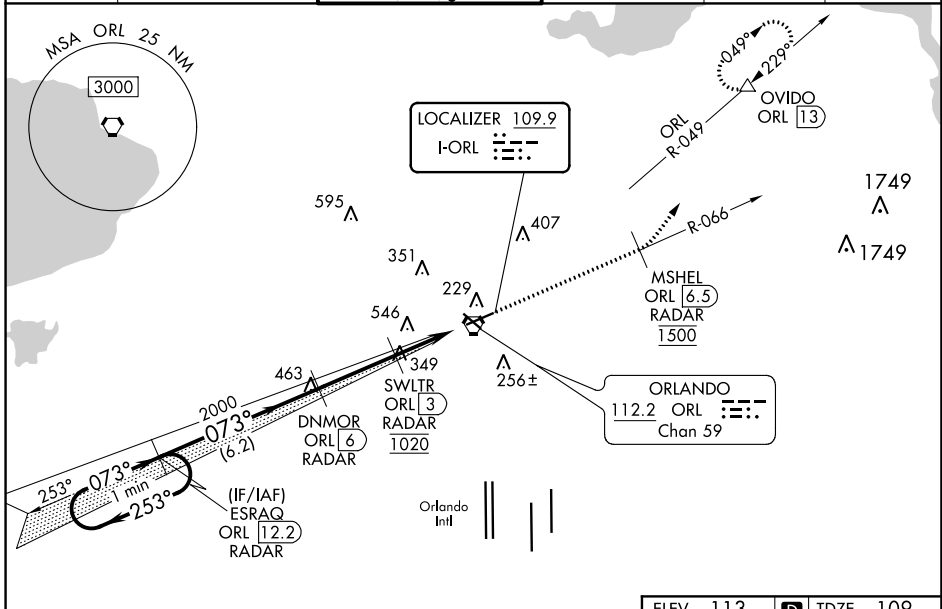 MSA ORL 25 NM
3000
049°
229°
OVIDO
ORL 13
ORL
R-049
LOCALIZER 109.9
I-ORL
1749
1749
595
407
R-066
351
229
MSHEL
ORL 6.5
RADAR
1500
546
349
256±
463
SWLTR
ORL 3
RADAR
1020
ORLANDO
112.2 ORL
Chan 59
2000
073°
(6.2)
DNMOR
ORL 6
RADAR
253°
073°
1 min
253°
(IF/IAF)
ESRAQ
ORL 12.2
RADAR
Orlando
Intl
ELEV 113 D TDZE 109